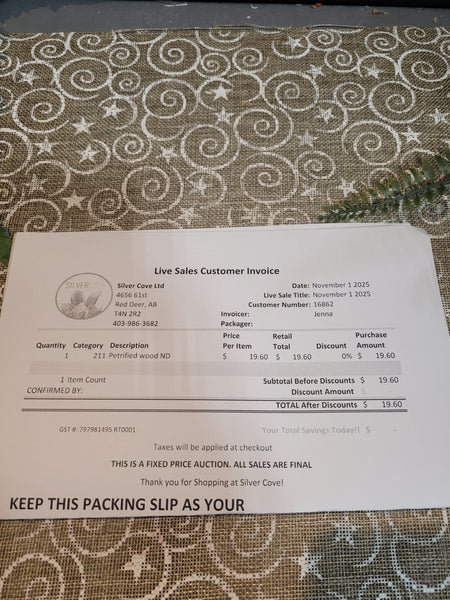 Live Sales Customer Invoice
SILVER
Silver Cove Ltd
4656 61st
Red Deer, AB
T4N 2R2
403-986-3682
Date: November 1 2025
Live Sale Title: November 1 2025
Customer Number: 16862
Invoicer: Jenna
Packager:
Quantity Category Description Price Per Item Retail Total Discount Purchase Amount
1 211 Petrified wood ND $ 19.60 $ 19.60 0% $ 19.60
1 Item Count Subtotal Before Discounts $ 19.60
CONFIRMED BY: Discount Amount $ -
TOTAL After Discounts $ 19.60
GST #: 797981495 RT0001 Your Total Savings Today!! $ -
Taxes will be applied at checkout
THIS IS A FIXED PRICE AUCTION. ALL SALES ARE FINAL
Thank you for Shopping at Silver Cove!
KEEP THIS PACKING SLIP AS YOUR